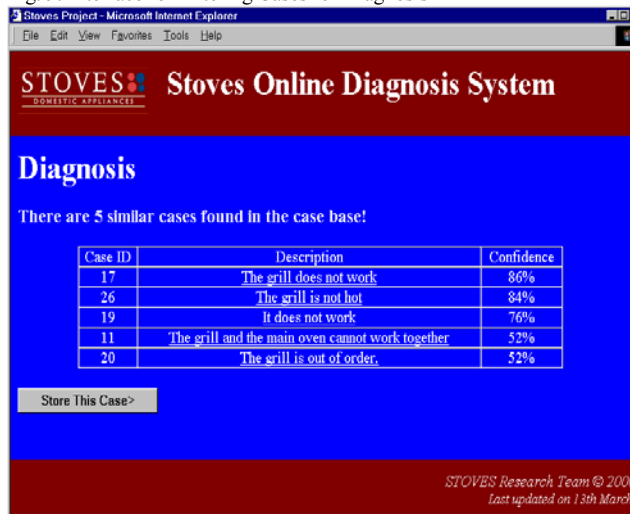 Stoves Project - Microsoft Internet Explorer
File Edit View Favorites Tools Help
STOVES
DOMESTIC APPLIANCES
Stoves Online Diagnosis System
Diagnosis
There are 5 similar cases found in the case base!
Case ID Description Confidence
17 The grill does not work 86%
26 The grill is not hot 84%
19 It does not work 76%
11 The grill and the main oven cannot work together 52%
20 The grill is out of order. 52%
Store This Case>
STOVES Research Team © 200
Last updated on 13th March